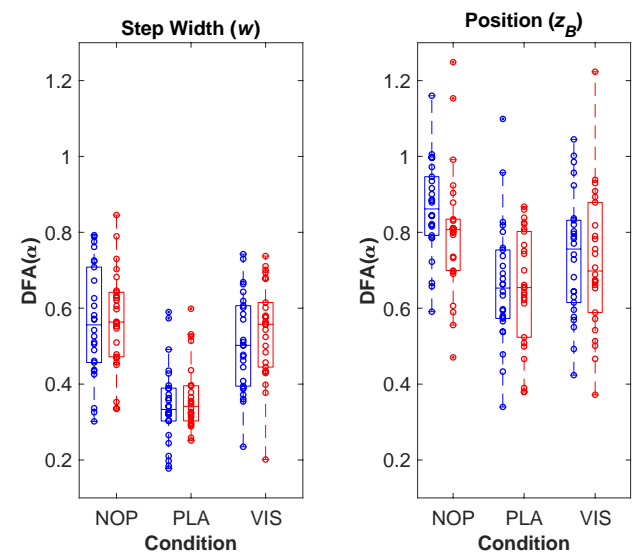 Step Width (w)
DFA(α)
1.2
1
0.8
0.6
0.4
0.2
NOP PLA VIS
Condition
Position (z_B)
DFA(α)
1.2
1
0.8
0.6
0.4
0.2
NOP PLA VIS
Condition